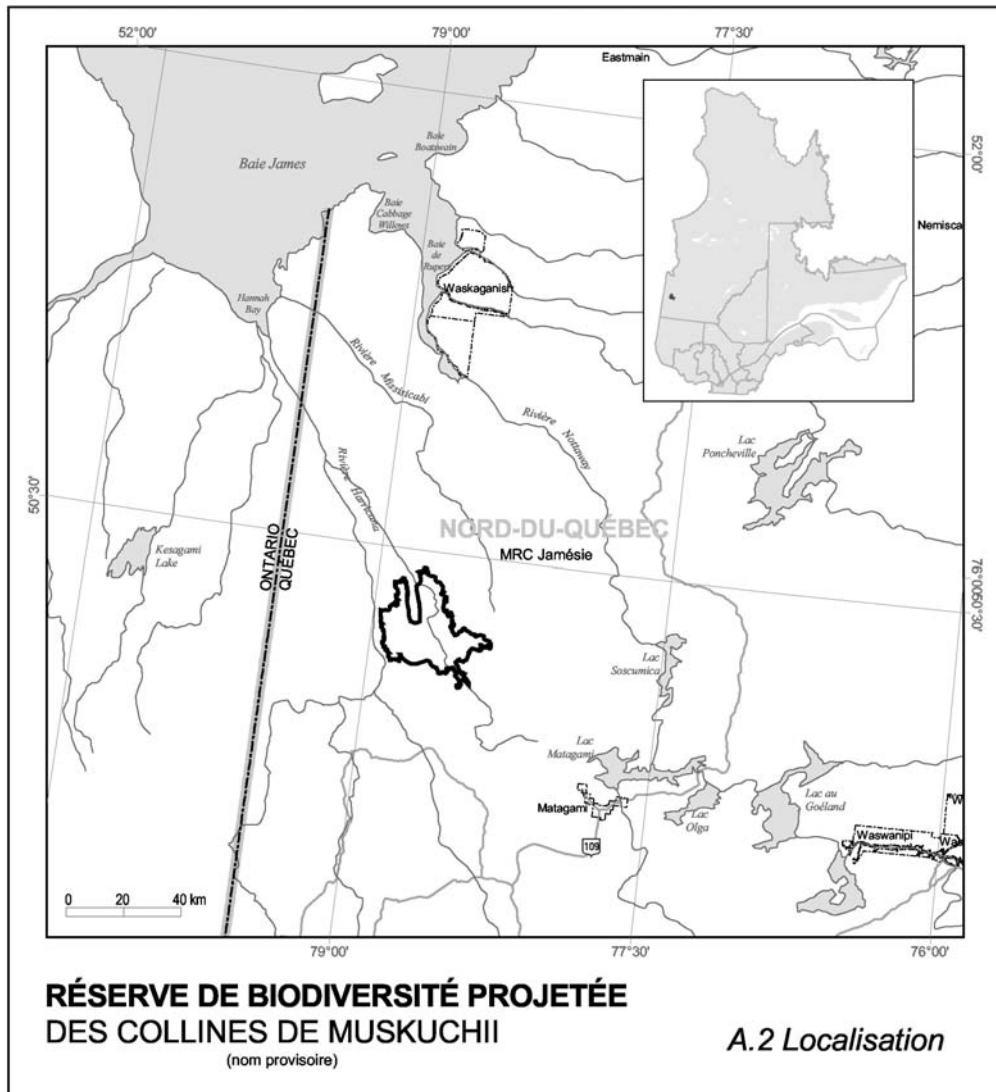 52°00'
79°00'
77°30'
Eastmain
Baie
Boatswain
Baie James
52°00'
Baie
Cabbage
Willows
Nemisca
Baie
de
Rupert
Waskaganish
Hannah
Bay
Rivière Missisicabi
Rivière Nottaway
Lac
Poncheville
Rivière Harricana
50°30'
NORD-DU-QUÉBEC
MRC Jamésie
Kesagami
Lake
ONTARIO
QUÉBEC
76°0050°30'
Lac
Soscumica
Lac
Matagami
Lac au
Goéland
Matagami
Lac
Olga
109
Waswanipi
W
Was
0 20 40 km
79°00'
77°30'
76°00'
RÉSERVE DE BIODIVERSITÉ PROJETÉE
DES COLLINES DE MUSKUCHII
(nom provisoire)
A.2 Localisation